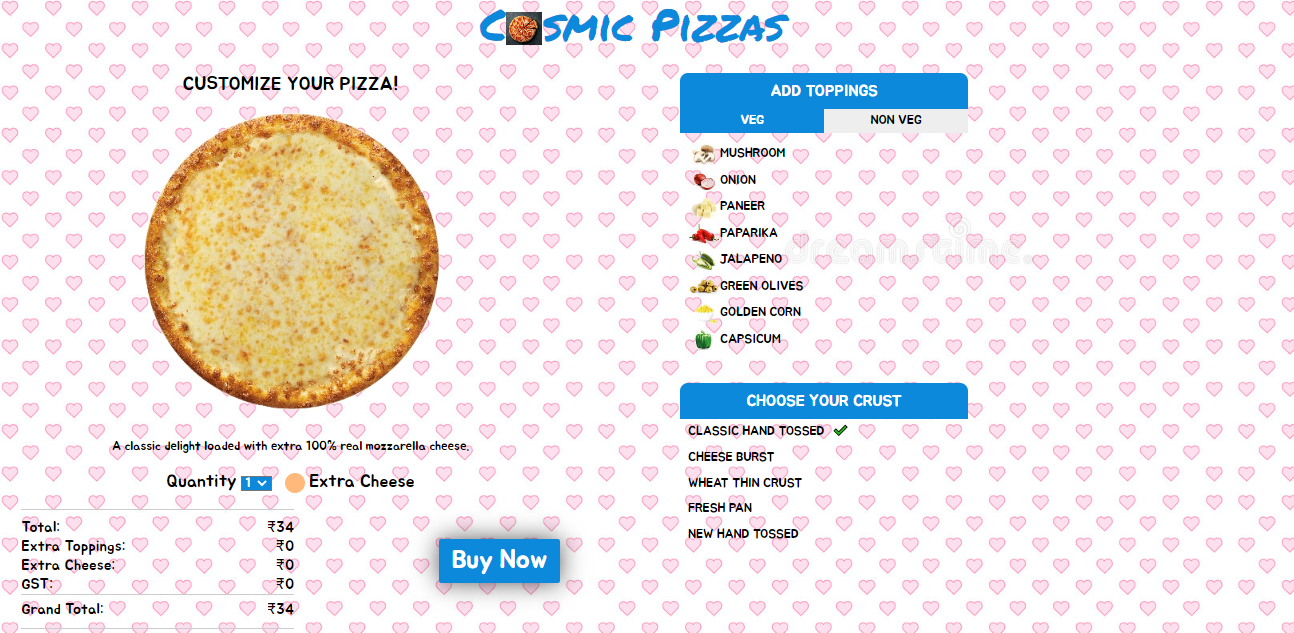 Cosmic Pizzas
CUSTOMIZE YOUR PIZZA!
A classic delight loaded with extra 100% real mozzarella cheese.
Quantity 1 Extra Cheese
Total: ₹34
Extra Toppings: ₹0
Extra Cheese: ₹0
GST: ₹0
Grand Total: ₹34
Buy Now
ADD TOPPINGS
VEG NON VEG
MUSHROOM
ONION
PANEER
PAPARIKA
JALAPENO
GREEN OLIVES
GOLDEN CORN
CAPSICUM
dreamstime.
CHOOSE YOUR CRUST
CLASSIC HAND TOSSED
CHEESE BURST
WHEAT THIN CRUST
FRESH PAN
NEW HAND TOSSED